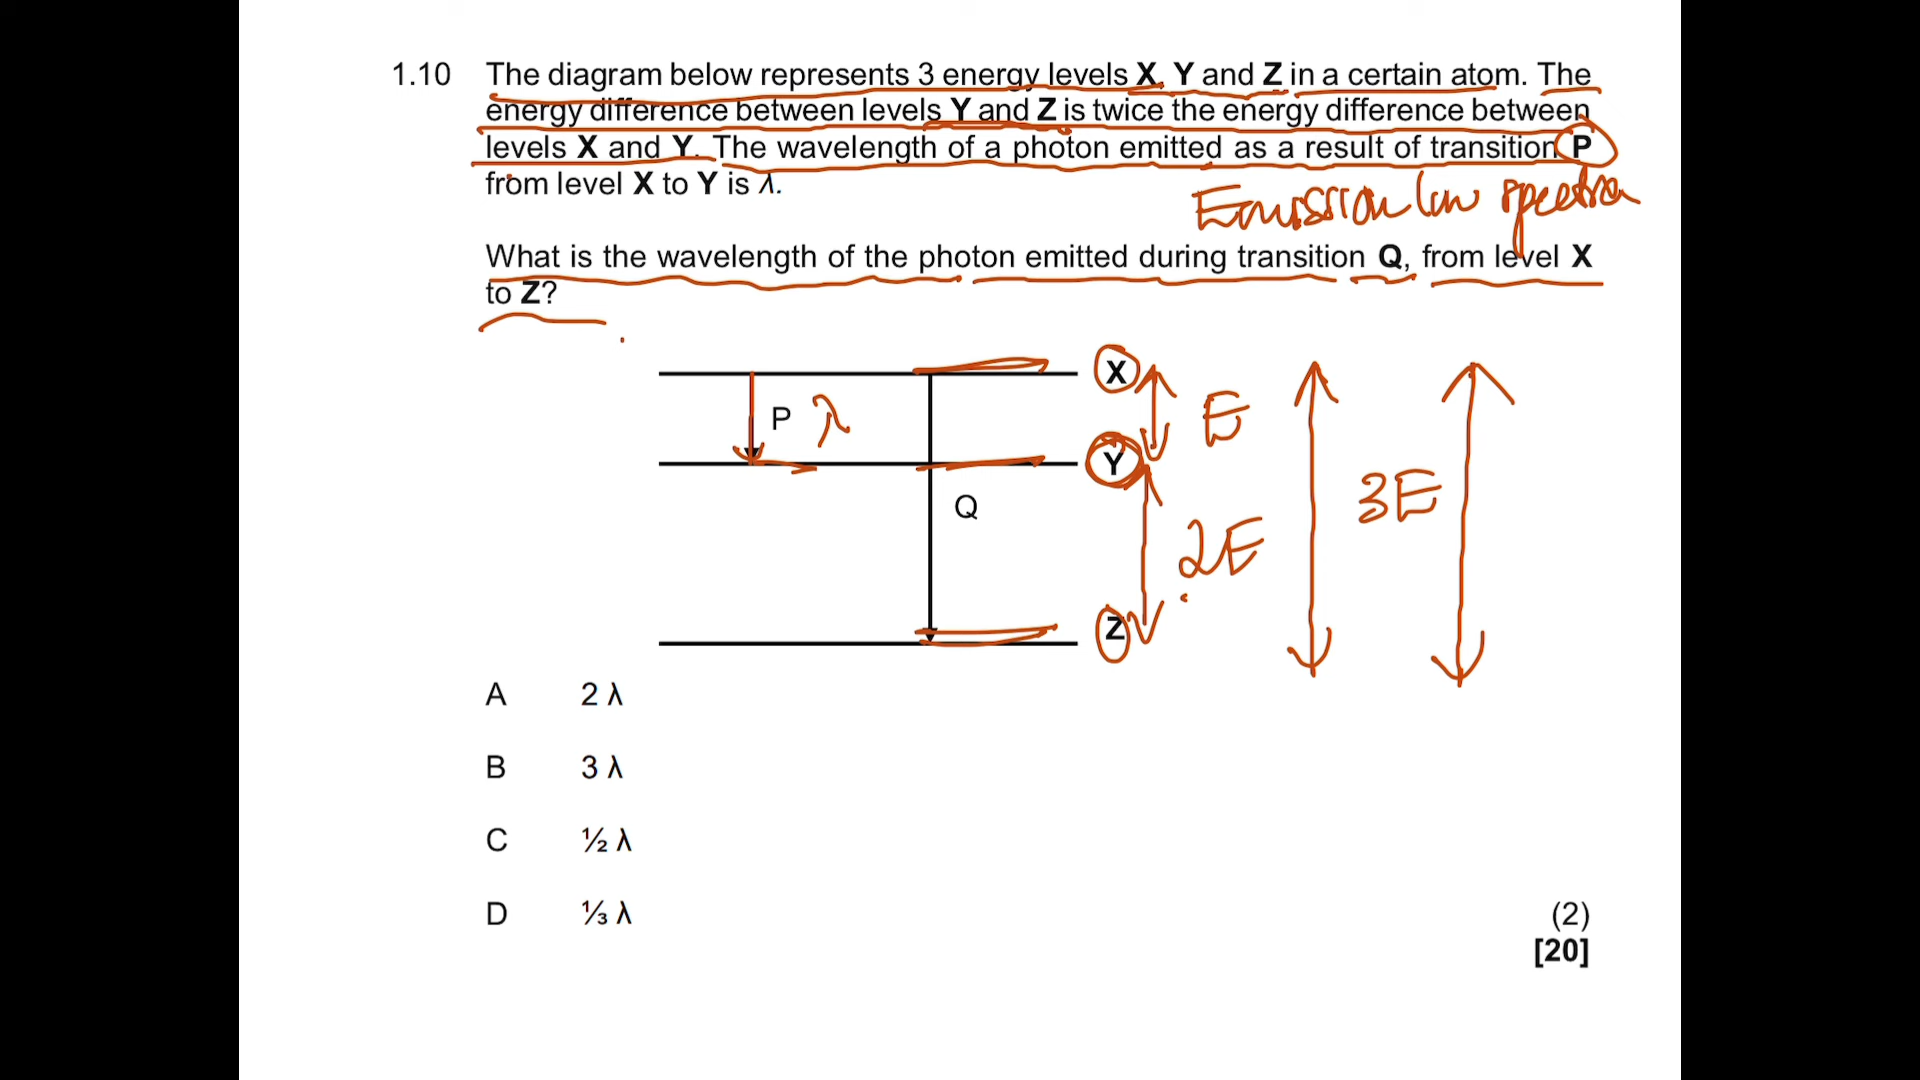 1.10 The diagram below represents 3 energy levels X, Y and Z in a certain atom. The
energy difference between levels Y and Z is twice the energy difference between
levels X and Y. The wavelength of a photon emitted as a result of transition P
from level X to Y is λ.
Emission line spectra
What is the wavelength of the photon emitted during transition Q, from level X
to Z?
X
P λ
E
Y
3E
Q
2E
Z
A 2 λ
B 3 λ
C ½ λ
D ⅓ λ
(2)
[20]